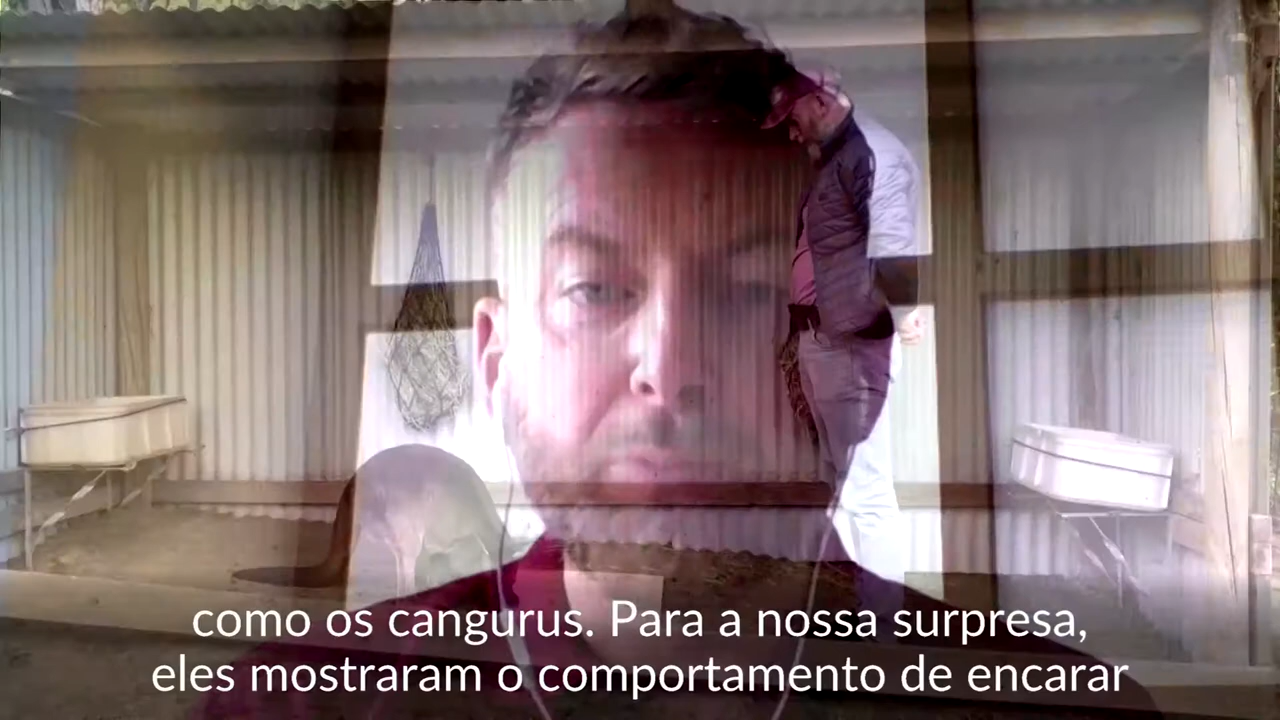 como os cangurus. Para a nossa surpresa,
eles mostraram o comportamento de encarar